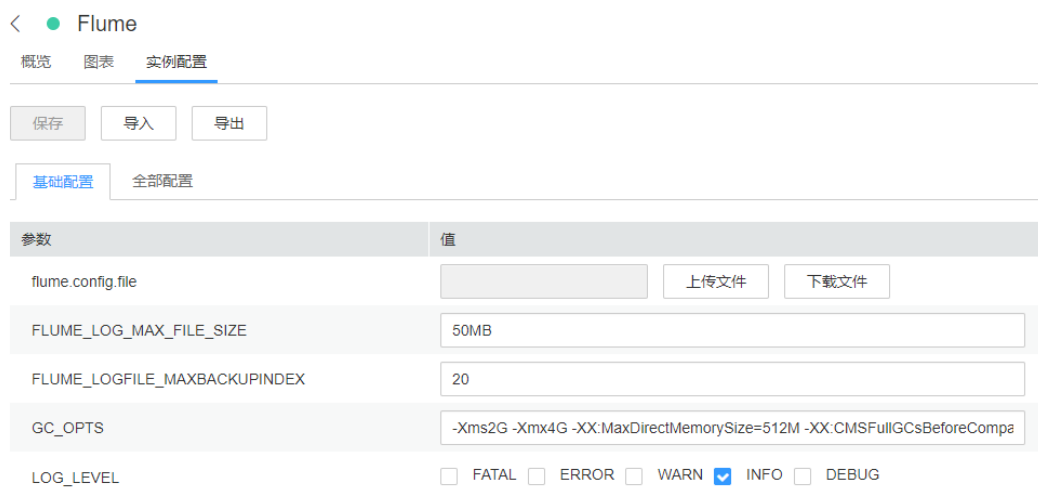 Flume
概览 图表 实例配置
保存 导入 导出
基础配置 全部配置
参数 值
flume.config.file 上传文件 下载文件
FLUME_LOG_MAX_FILE_SIZE 50MB
FLUME_LOGFILE_MAXBACKUPINDEX 20
GC_OPTS -Xms2G -Xmx4G -XX:MaxDirectMemorySize=512M -XX:CMSFullGCsBeforeCompa
LOG_LEVEL FATAL ERROR WARN INFO DEBUG